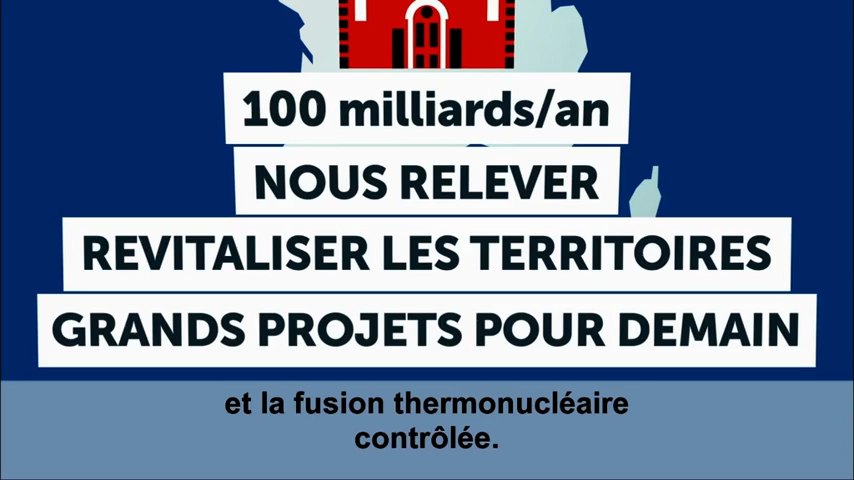 100 milliards/an
NOUS RELEVER
REVITALISER LES TERRITOIRES
GRANDS PROJETS POUR DEMAIN
et la fusion thermonucléaire
contrôlée.